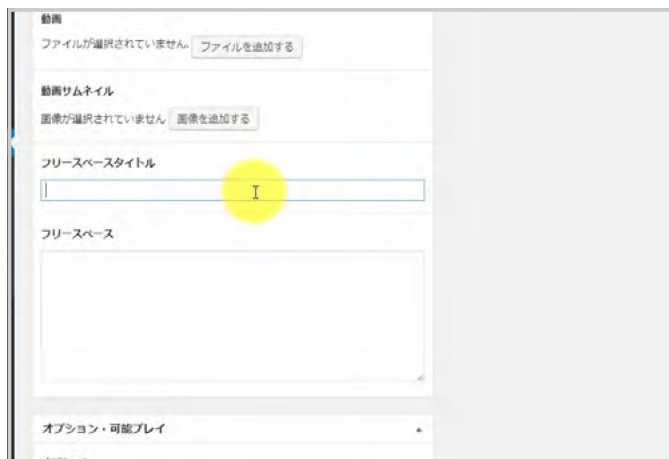 動画
ファイルが選択されていません. ファイルを追加する
動画サムネイル
画像が選択されていません 画像を追加する
フリースペースタイトル
フリースペース
オプション・可能プレイ